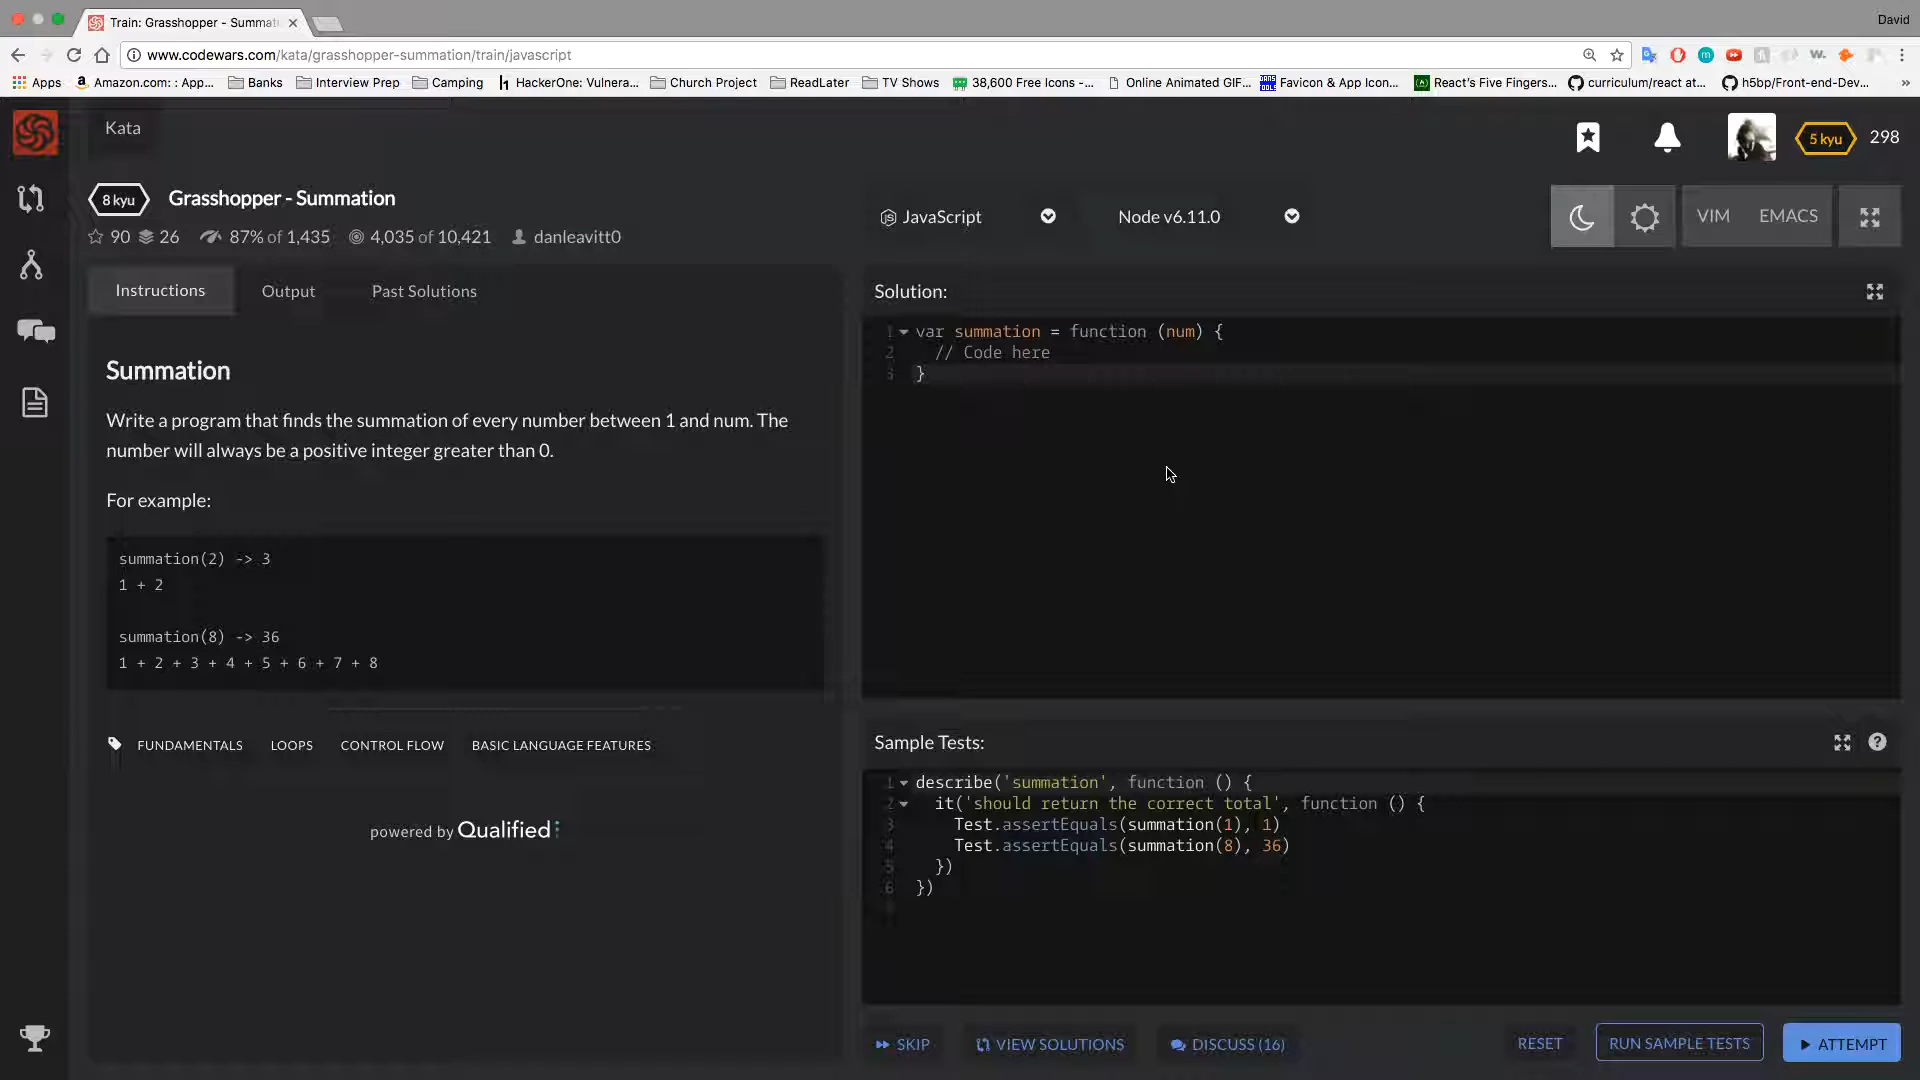 Train: Grasshopper - Summati
David
www.codewars.com/kata/grasshopper-summation/train/javascript
Apps
Amazon.com: : App...
Banks
Interview Prep
Camping
HackerOne: Vulnera...
Church Project
ReadLater
TV Shows
38,600 Free Icons -...
Online Animated GIF...
Favicon & App Icon...
React's Five Fingers...
curriculum/react at...
h5bp/Front-end-Dev...
»
Kata
5 kyu
298
8 kyu
Grasshopper - Summation
90
26
87% of 1,435
4,035 of 10,421
danleavitt0
JavaScript
Node v6.11.0
VIM
EMACS
Instructions
Output
Past Solutions
Summation
Write a program that finds the summation of every number between 1 and num. The
number will always be a positive integer greater than 0.
For example:
summation(2) -> 3
1 + 2
summation(8) -> 36
1 + 2 + 3 + 4 + 5 + 6 + 7 + 8
FUNDAMENTALS
LOOPS
CONTROL FLOW
BASIC LANGUAGE FEATURES
powered by Qualified
Solution:
1 var summation = function (num) {
2 // Code here
3 }
Sample Tests:
1 describe('summation', function () {
2 it('should return the correct total', function () {
3 Test.assertEquals(summation(1), 1)
4 Test.assertEquals(summation(8), 36)
5 })
6 })
SKIP
VIEW SOLUTIONS
DISCUSS (16)
RESET
RUN SAMPLE TESTS
ATTEMPT